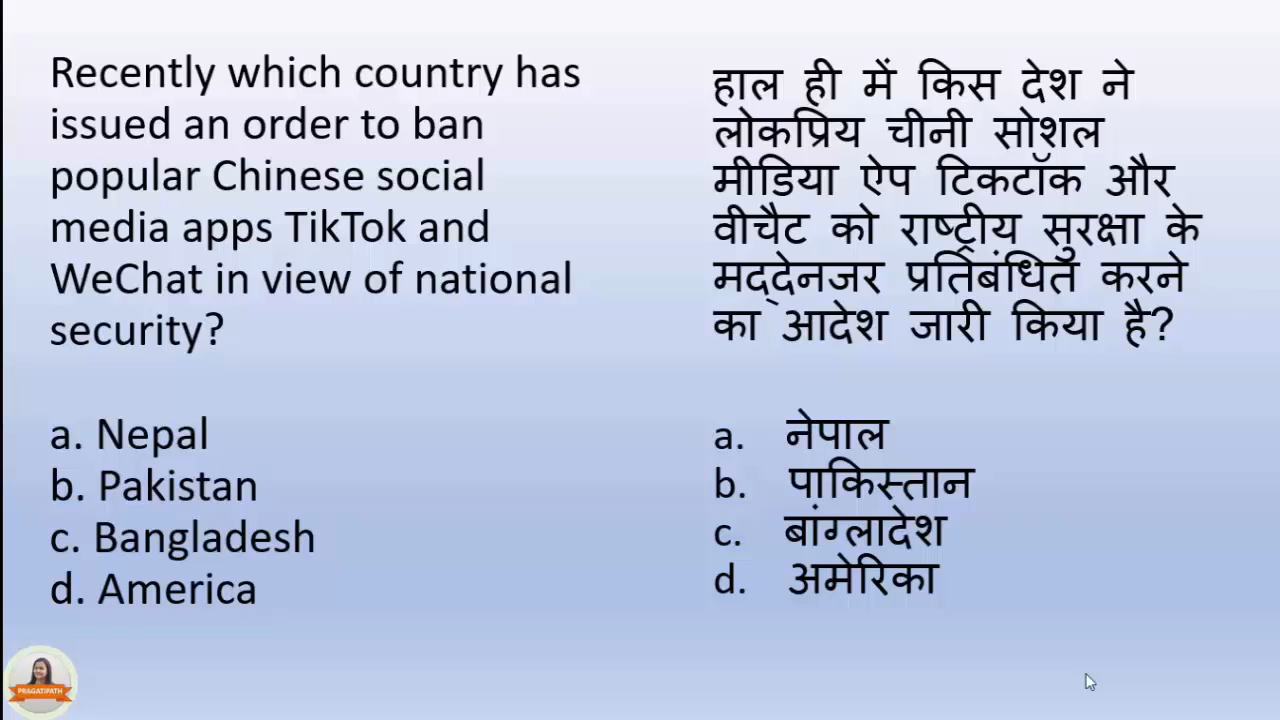 Recently which country has
issued an order to ban
popular Chinese social
media apps TikTok and
WeChat in view of national
security?
a. Nepal
b. Pakistan
c. Bangladesh
d. America
हाल ही में किस देश ने
लोकप्रिय चीनी सोशल
मीडिया ऐप टिकटॉक और
वीचैट को राष्ट्रीय सुरक्षा के
मद्देनजर प्रतिबंधित करने
का आदेश जारी किया है?
a. नेपाल
b. पाकिस्तान
c. बांग्लादेश
d. अमेरिका
PRAGATIPATH